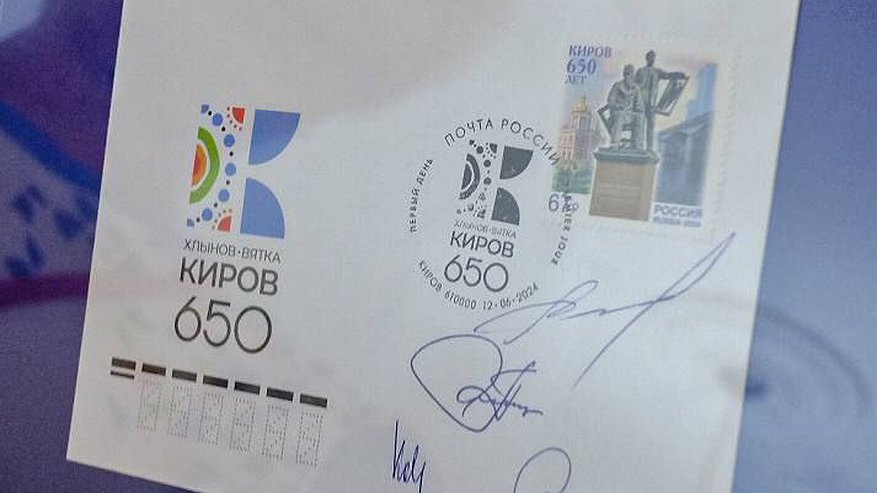 ХЛЫНОВ·ВЯТКА
КИРОВ
650
ПОЧТА РОССИИ
ПЕРВЫЙ ДЕНЬ
JOUR
ХЛЫНОВ-ВЯТКА
КИРОВ
650
КИРОВ 610000 12·06·2024
КИРОВ
650
ЛЕТ
РОССИЯ